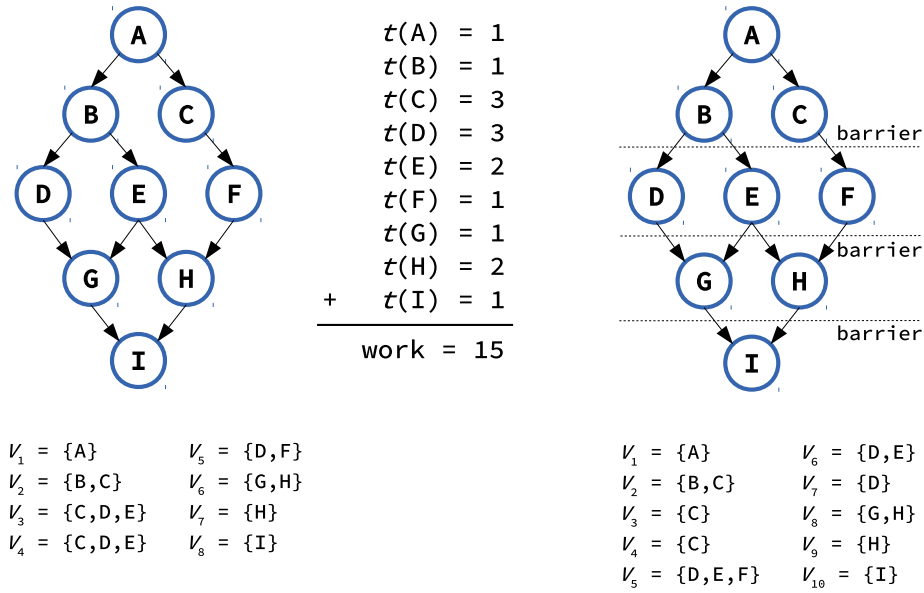 A
B C
D E F
G H
I
t(A) = 1
t(B) = 1
t(C) = 3
t(D) = 3
t(E) = 2
t(F) = 1
t(G) = 1
t(H) = 2
+ t(I) = 1
work = 15
A
B C
barrier
D E F
barrier
G H
barrier
I
V1 = {A}
V2 = {B,C}
V3 = {C,D,E}
V4 = {C,D,E}
V5 = {D,F}
V6 = {G,H}
V7 = {H}
V8 = {I}
V1 = {A}
V2 = {B,C}
V3 = {C}
V4 = {C}
V5 = {D,E,F}
V6 = {D,E}
V7 = {D}
V8 = {G,H}
V9 = {H}
V10 = {I}